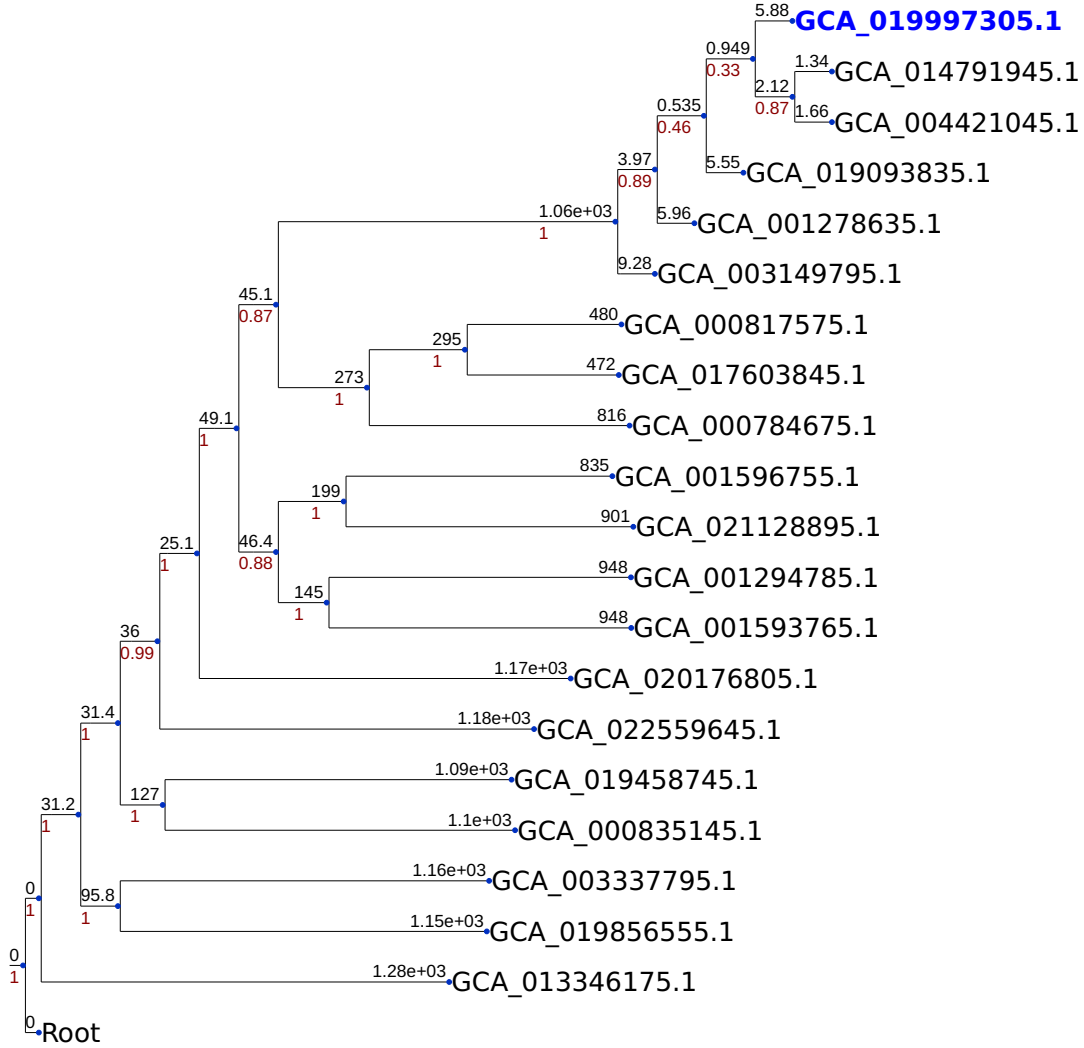 5.88 GCA_019997305.1
0.949
0.33
1.34 GCA_014791945.1
2.12
0.87
1.66 GCA_004421045.1
0.535
0.46
5.55 GCA_019093835.1
3.97
0.89
5.96 GCA_001278635.1
1.06e+03
1
9.28 GCA_003149795.1
45.1
0.87
480 GCA_000817575.1
295
1
472 GCA_017603845.1
273
1
816 GCA_000784675.1
49.1
1
835 GCA_001596755.1
199
1
901 GCA_021128895.1
46.4
0.88
948 GCA_001294785.1
145
1
948 GCA_001593765.1
25.1
1
1.17e+03 GCA_020176805.1
36
0.99
1.18e+03 GCA_022559645.1
31.4
1
1.09e+03 GCA_019458745.1
127
1
1.1e+03 GCA_000835145.1
31.2
1
1.16e+03 GCA_003337795.1
95.8
1
1.15e+03 GCA_019856555.1
0
1
1.28e+03 GCA_013346175.1
0
1
0 Root